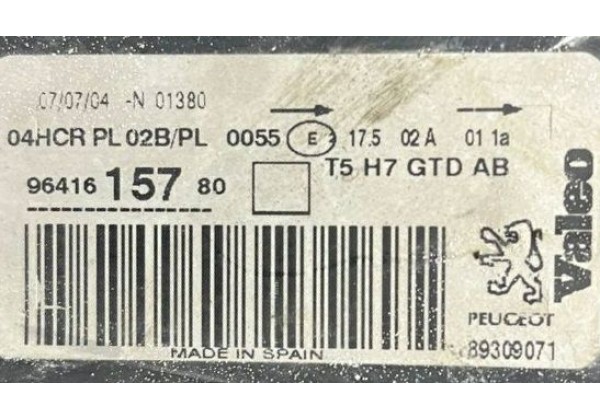 07/07/04 -N 01380
04HCR PL 02B/PL 0055 E 2 17.5 02 A 01 1a
96416 157 80
T5 H7 GTD AB
Valeo
PEUGEOT
89309071
MADE IN SPAIN